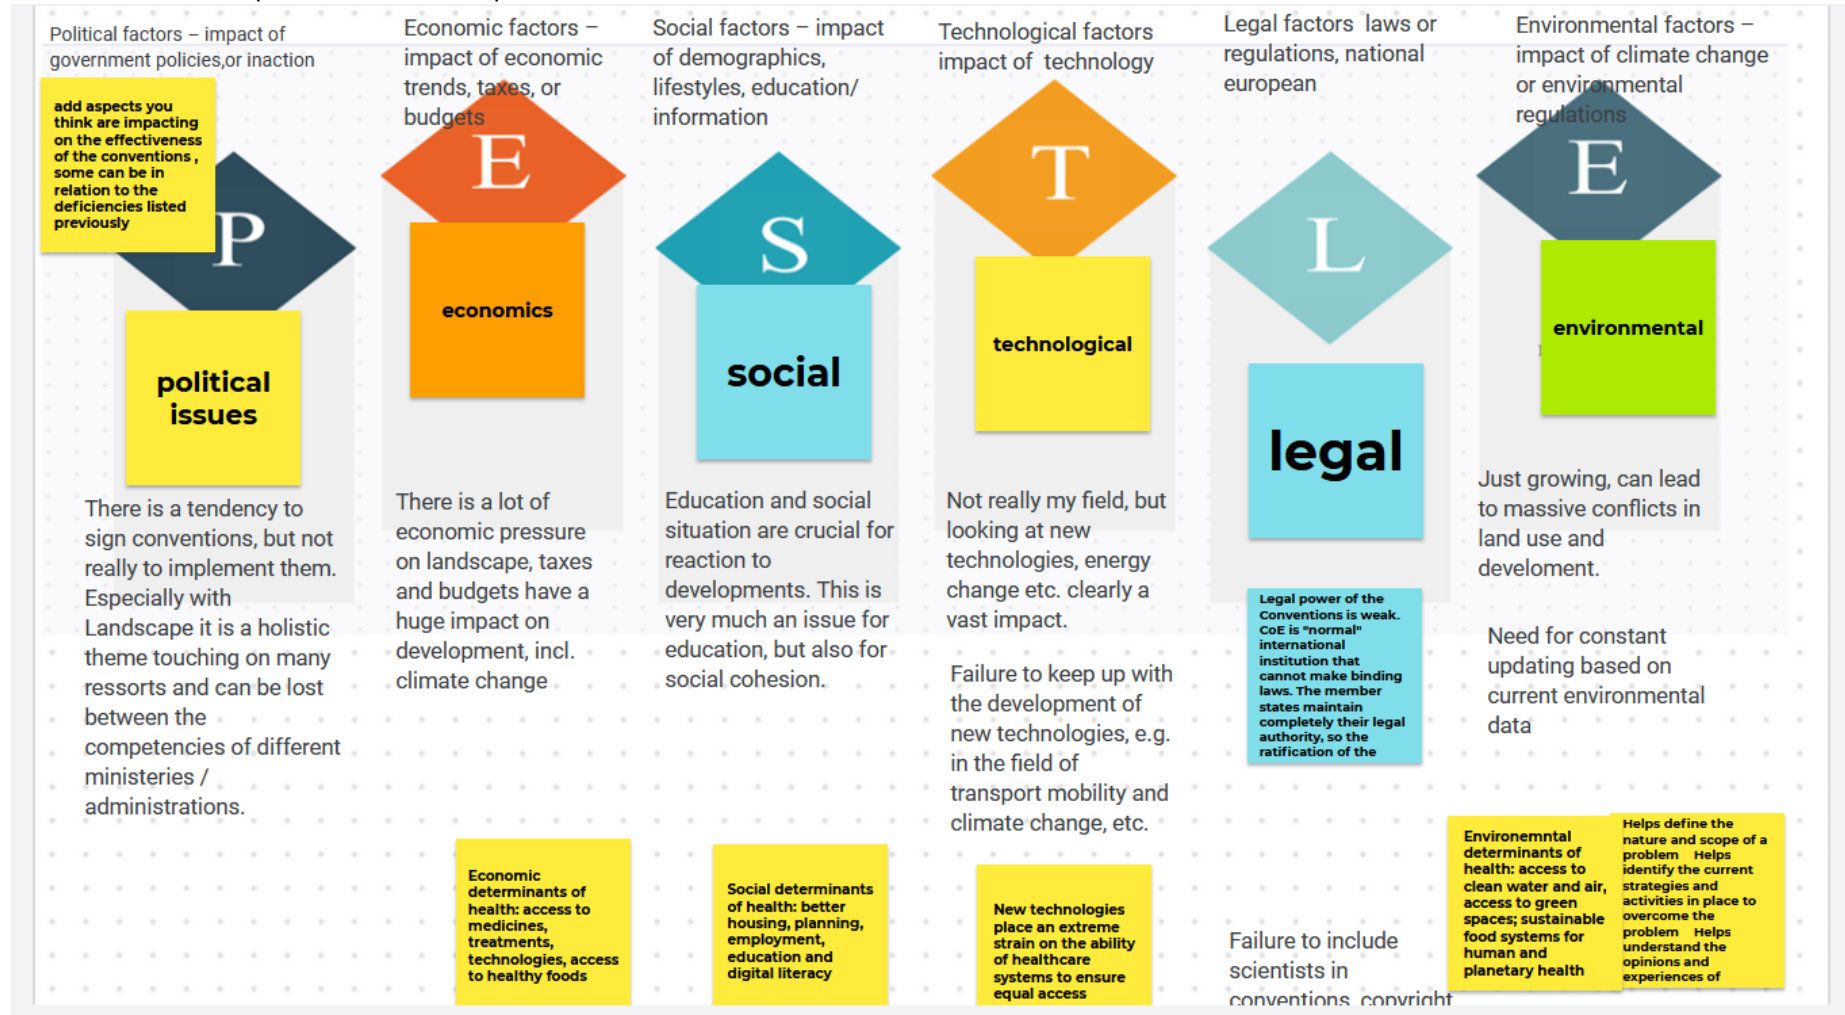 Political factors – impact of
government policies,or inaction
add aspects you
think are impacting
on the effectiveness
of the conventions ,
some can be in
relation to the
deficiencies listed
previously
P
political
issues
There is a tendency to
sign conventions, but not
really to implement them.
Especially with
Landscape it is a holistic
theme touching on many
ressorts and can be lost
between the
competencies of different
ministeries /
administrations.
Economic factors –
impact of economic
trends, taxes, or
budgets
E
economics
There is a lot of
economic pressure
on landscape, taxes
and budgets have a
huge impact on
development, incl.
climate change
Economic
determinants of
health: access to
medicines,
treatments,
technologies, access
to healthy foods
Social factors – impact
of demographics,
lifestyles, education/
information
S
social
Education and social
situation are crucial for
reaction to
developments. This is
very much an issue for
education, but also for
social cohesion.
Social determinants
of health: better
housing, planning,
employment,
education and
digital literacy
Technological factors
impact of technology
T
technological
Not really my field, but
looking at new
technologies, energy
change etc. clearly a
vast impact.
Failure to keep up with
the development of
new technologies, e.g.
in the field of
transport mobility and
climate change, etc.
New technologies
place an extreme
strain on the ability
of healthcare
systems to ensure
equal access
Legal factors laws or
regulations, national
european
L
legal
Legal power of the
Conventions is weak.
CoE is "normal"
international
institution that
cannot make binding
laws. The member
states maintain
completely their legal
authority, so the
ratification of the
Failure to include
scientists in
conventions, copyright
Environmental factors –
impact of climate change
or environmental
regulations
E
environmental
Just growing, can lead
to massive conflicts in
land use and
develoment.
Need for constant
updating based on
current environmental
data
Environemntal
determinants of
health: access to
clean water and air,
access to green
spaces; sustainable
food systems for
human and
planetary health
Helps define the
nature and scope of a
problem Helps
identify the current
strategies and
activities in place to
overcome the
problem Helps
understand the
opinions and
experiences of